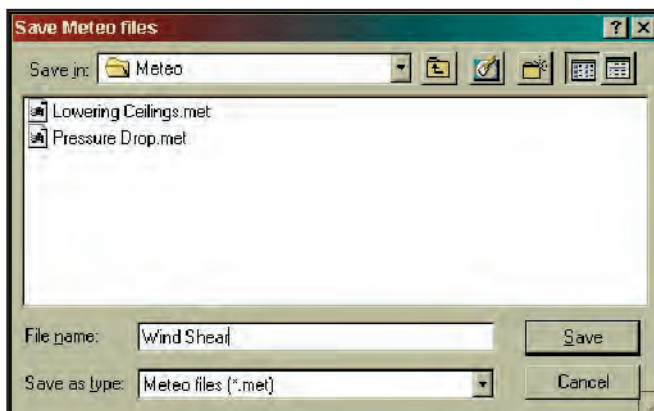 Save Meteo files
Save in: Meteo
Lowering Ceilings.met
Pressure Drop.met
File name: Wind Shear Save
Save as type: Meteo files (*.met) Cancel